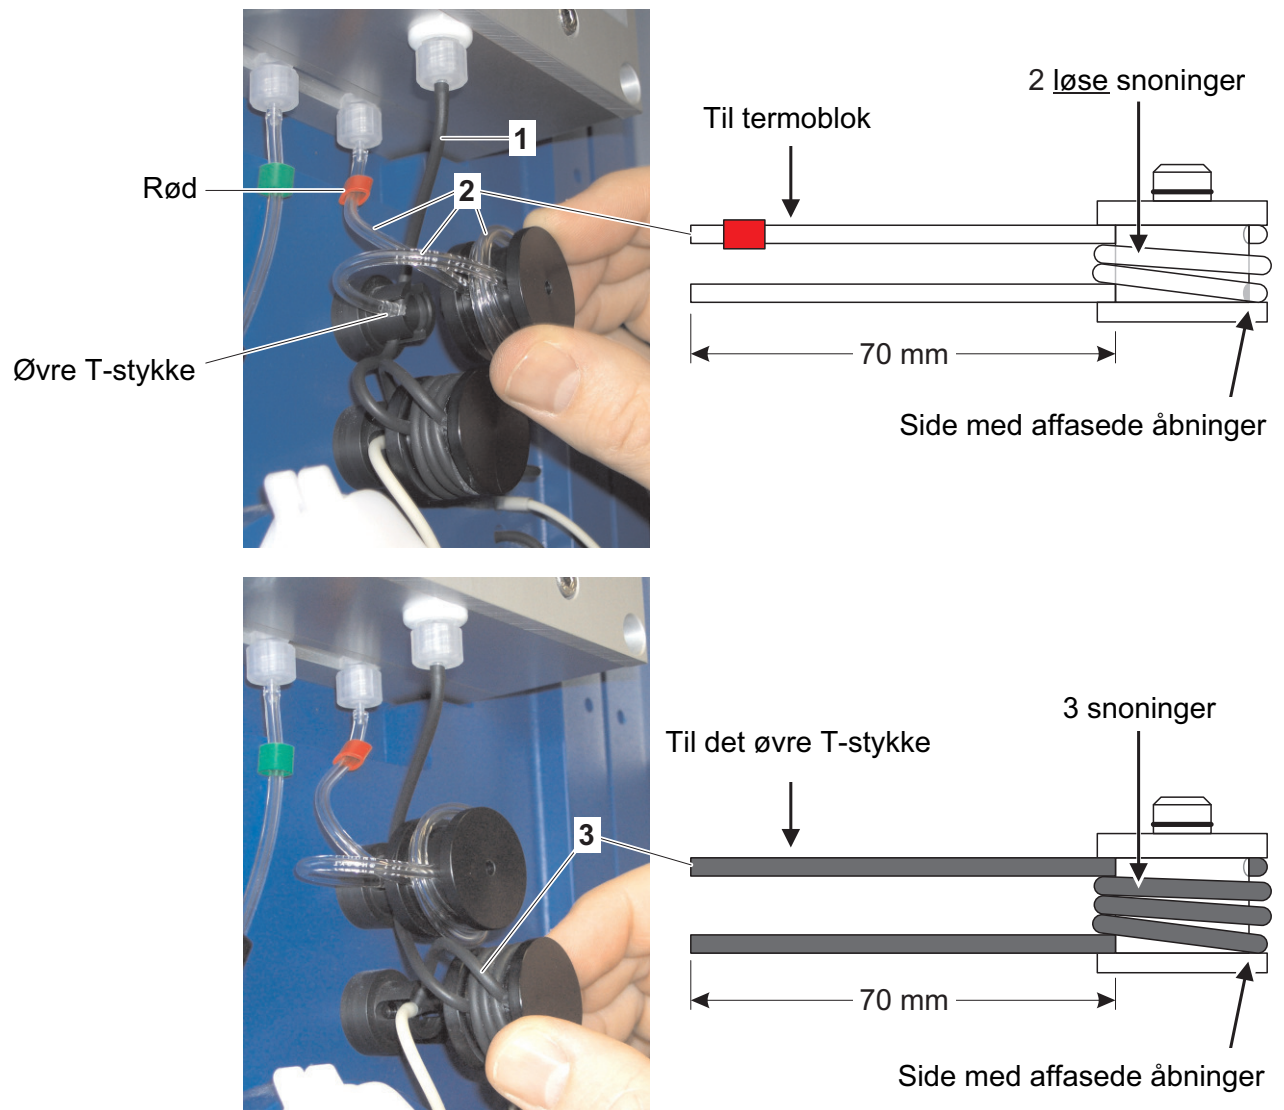 2 løse snoninger
Til termoblok
1
Rød
2
70 mm
Øvre T-stykke
Side med affasede åbninger
3 snoninger
Til det øvre T-stykke
3
70 mm
Side med affasede åbninger